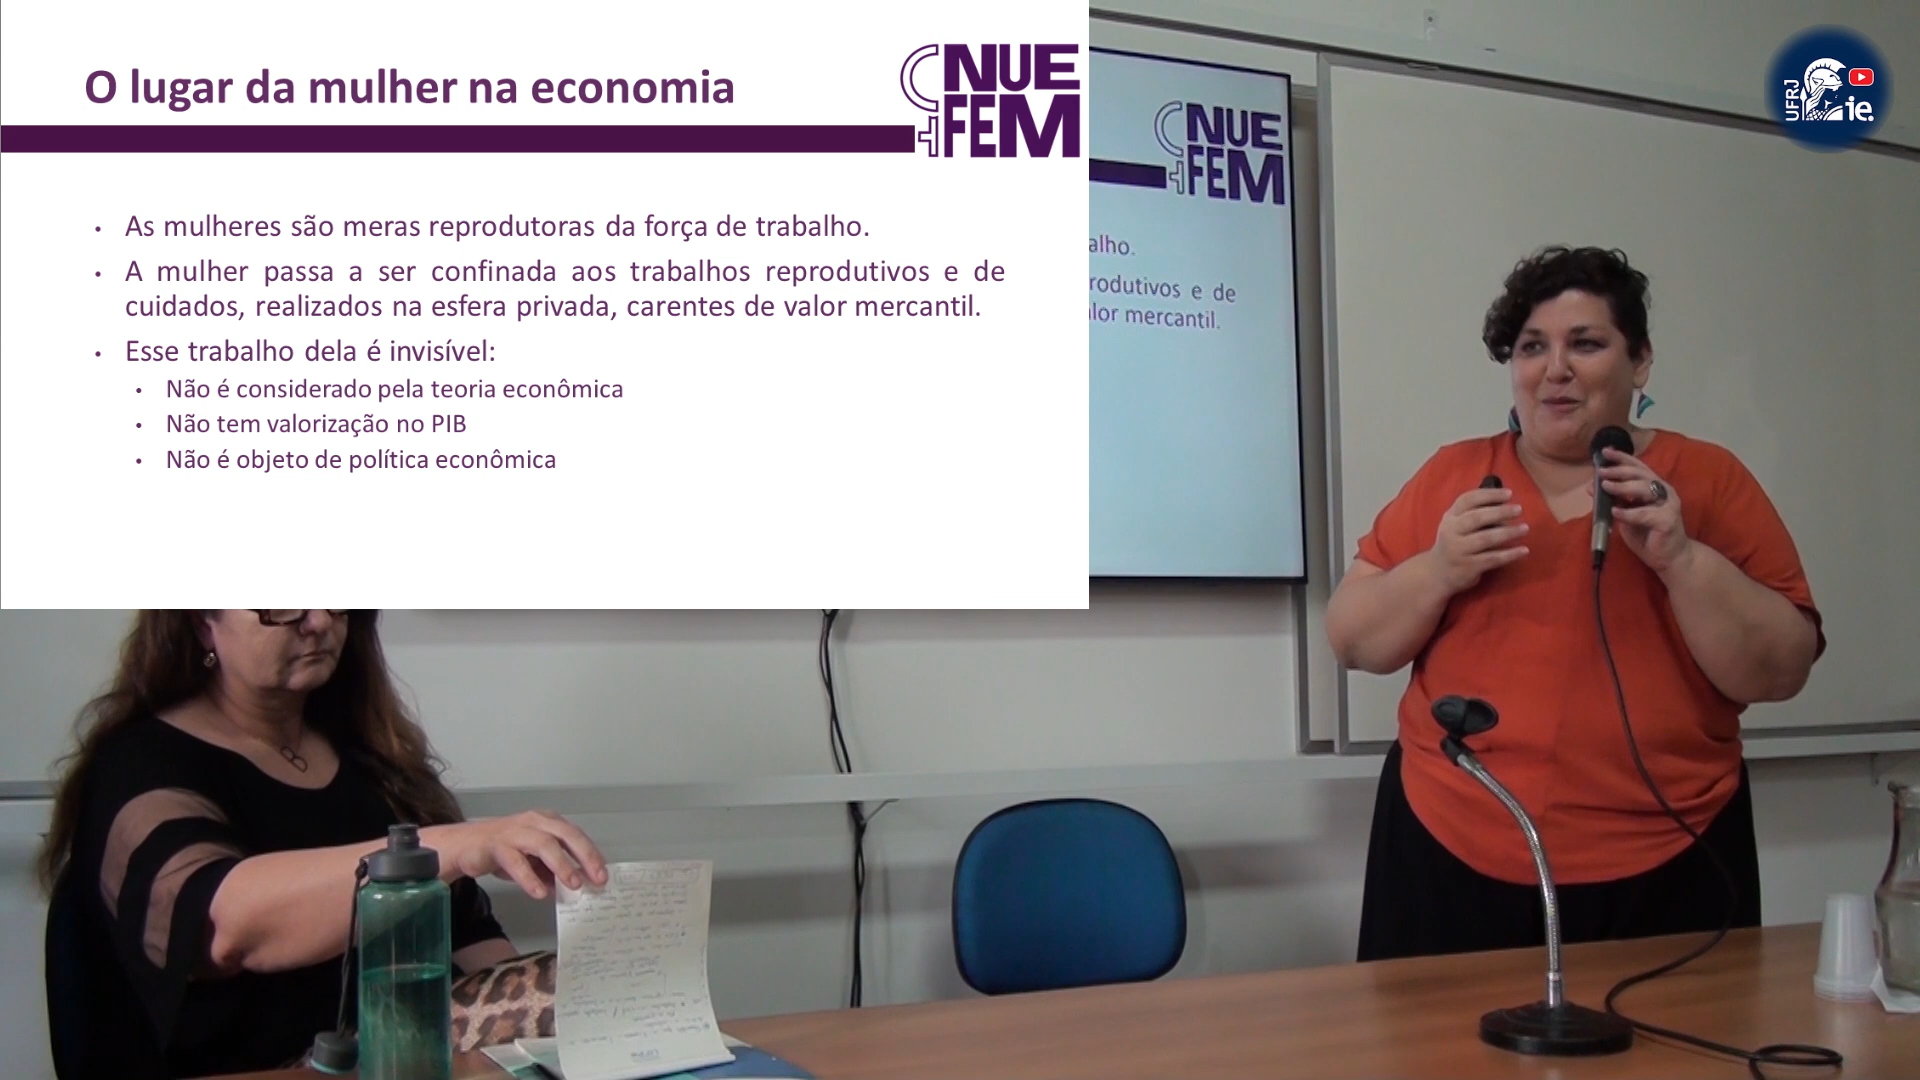 O lugar da mulher na economia
NUE
FEM
• As mulheres são meras reprodutoras da força de trabalho.
• A mulher passa a ser confinada aos trabalhos reprodutivos e de
cuidados, realizados na esfera privada, carentes de valor mercantil.
• Esse trabalho dela é invisível:
• Não é considerado pela teoria econômica
• Não tem valorização no PIB
• Não é objeto de política econômica
NUE
FEM
alho.
rodutivos e de
lor mercantil.
UFRJ
ie.